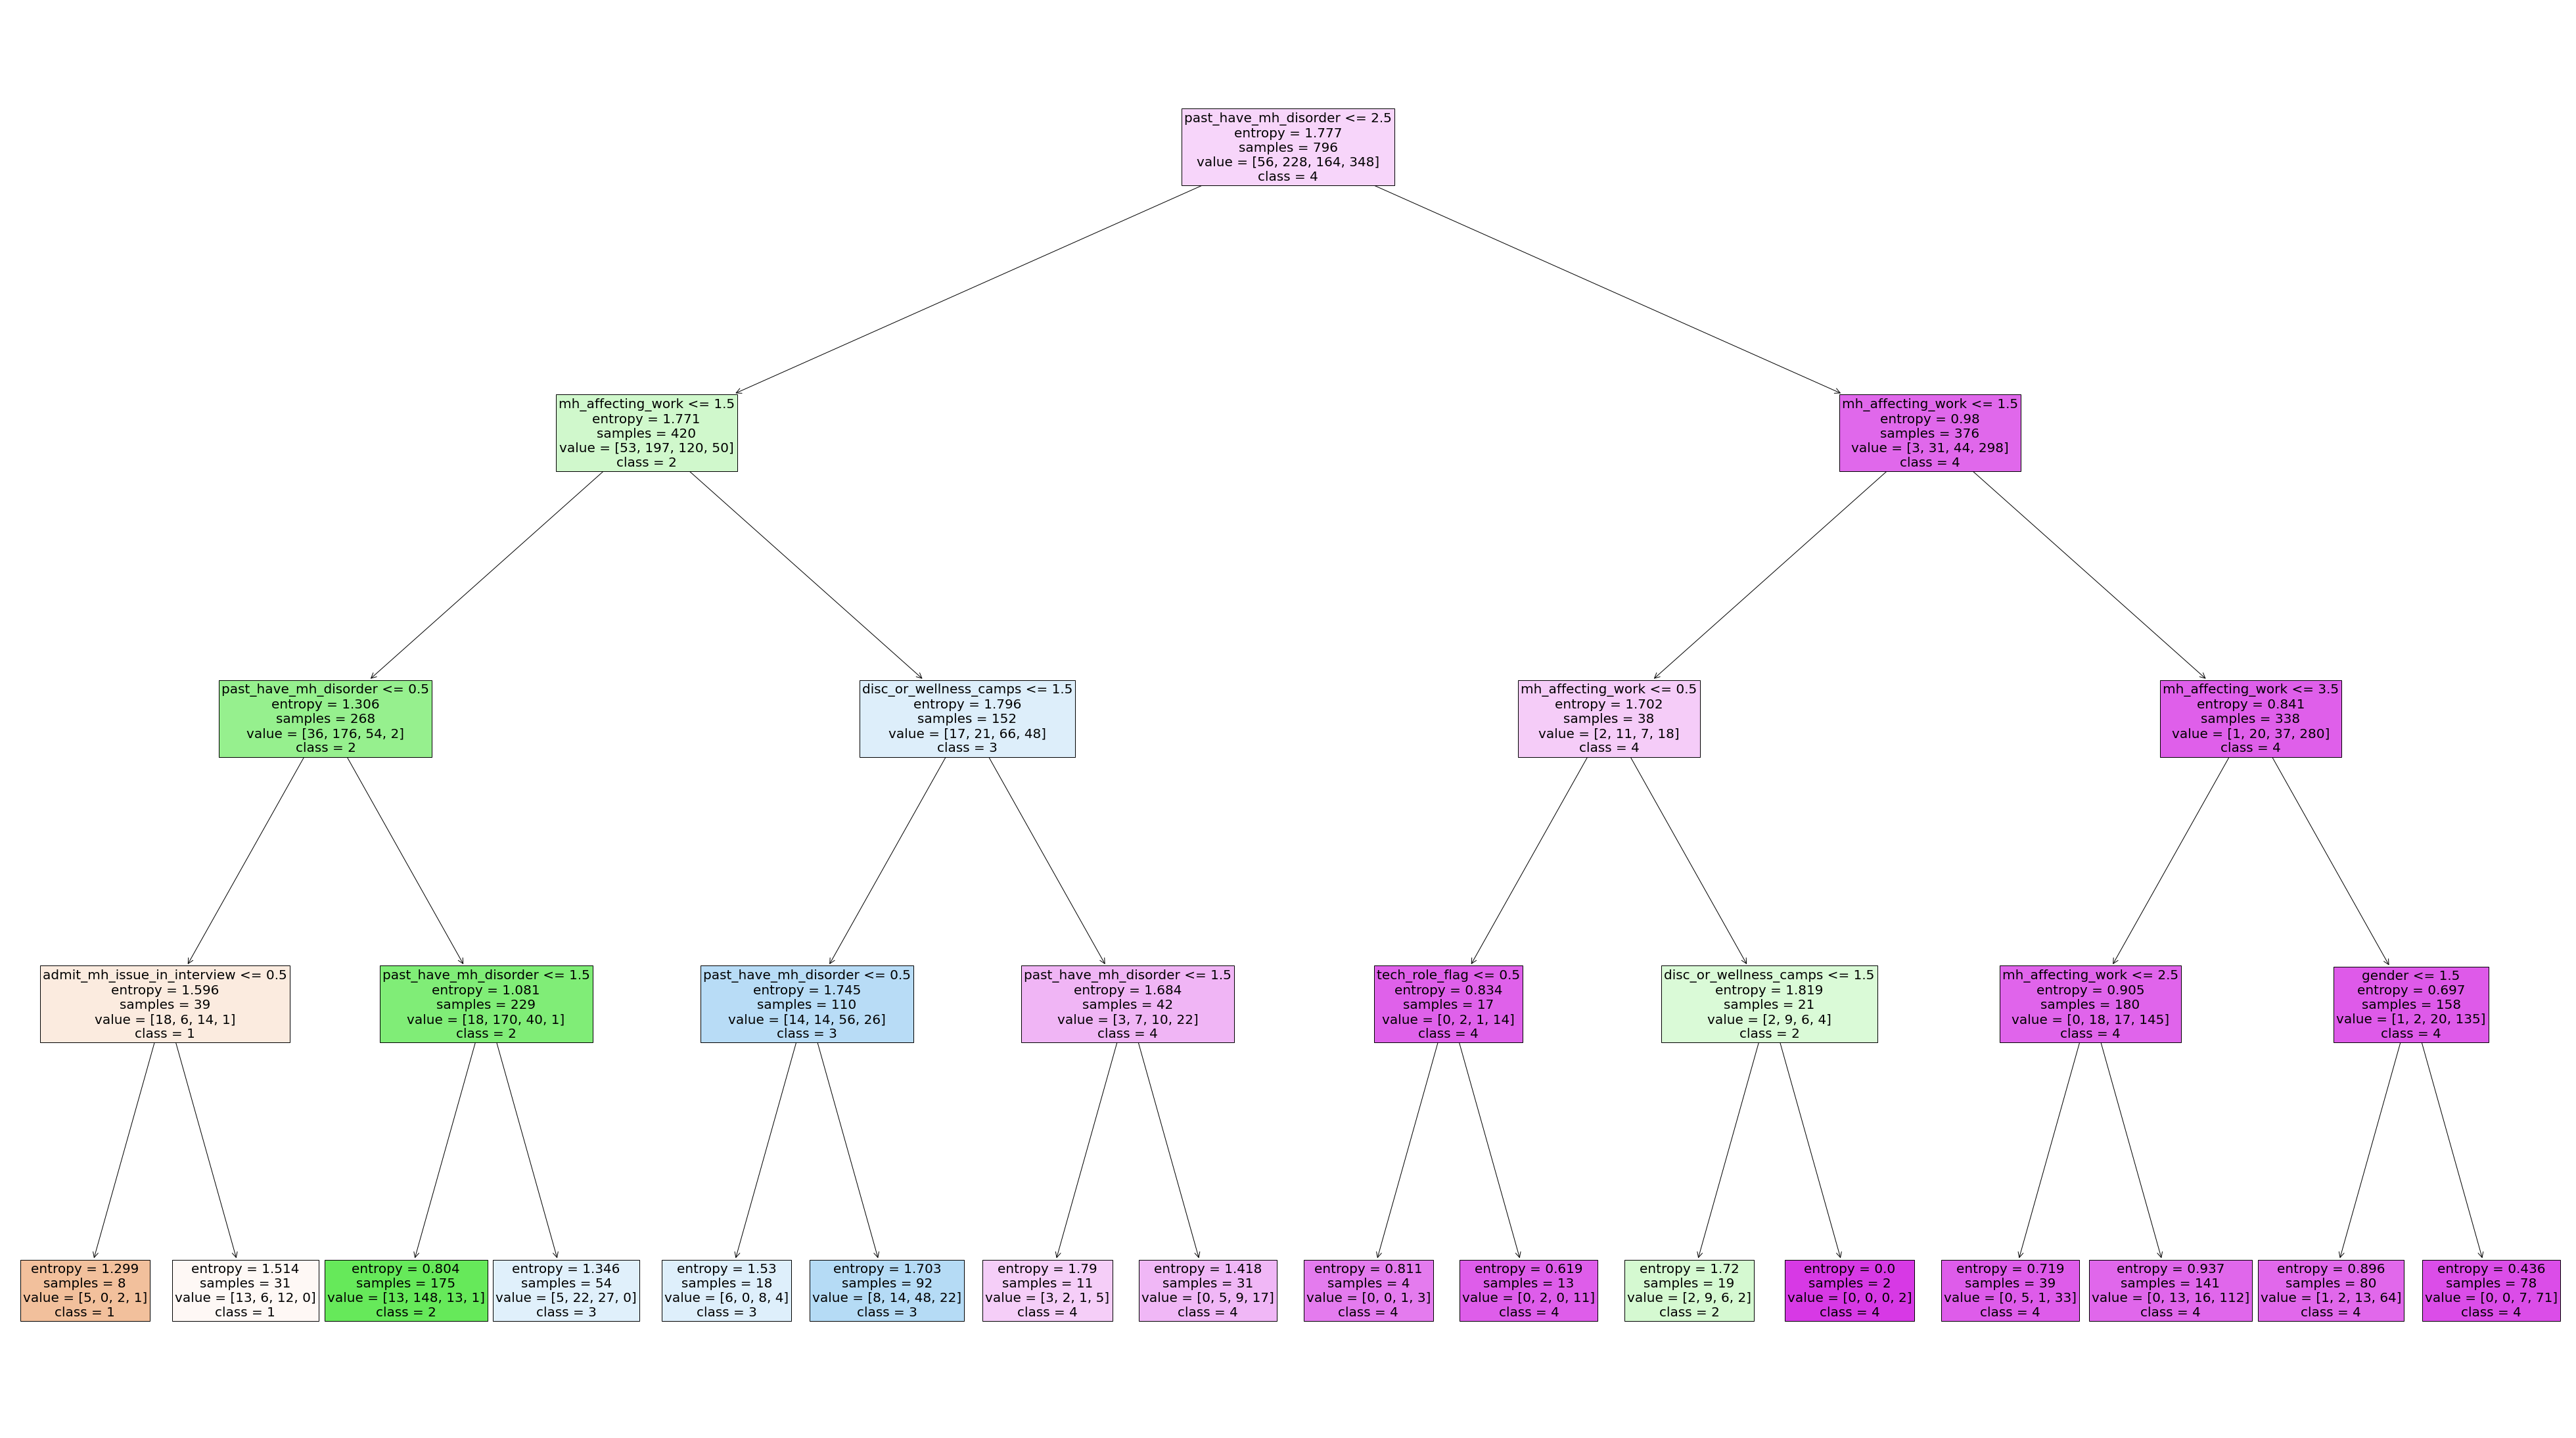 past_have_mh_disorder <= 2.5
entropy = 1.777
samples = 796
value = [56, 228, 164, 348]
class = 4
mh_affecting_work <= 1.5
entropy = 1.771
samples = 420
value = [53, 197, 120, 50]
class = 2
mh_affecting_work <= 1.5
entropy = 0.98
samples = 376
value = [3, 31, 44, 298]
class = 4
past_have_mh_disorder <= 0.5
entropy = 1.306
samples = 268
value = [36, 176, 54, 2]
class = 2
disc_or_wellness_camps <= 1.5
entropy = 1.796
samples = 152
value = [17, 21, 66, 48]
class = 3
mh_affecting_work <= 0.5
entropy = 1.702
samples = 38
value = [2, 11, 7, 18]
class = 4
mh_affecting_work <= 3.5
entropy = 0.841
samples = 338
value = [1, 20, 37, 280]
class = 4
admit_mh_issue_in_interview <= 0.5
entropy = 1.596
samples = 39
value = [18, 6, 14, 1]
class = 1
past_have_mh_disorder <= 1.5
entropy = 1.081
samples = 229
value = [18, 170, 40, 1]
class = 2
past_have_mh_disorder <= 0.5
entropy = 1.745
samples = 110
value = [14, 14, 56, 26]
class = 3
past_have_mh_disorder <= 1.5
entropy = 1.684
samples = 42
value = [3, 7, 10, 22]
class = 4
tech_role_flag <= 0.5
entropy = 0.834
samples = 17
value = [0, 2, 1, 14]
class = 4
disc_or_wellness_camps <= 1.5
entropy = 1.819
samples = 21
value = [2, 9, 6, 4]
class = 2
mh_affecting_work <= 2.5
entropy = 0.905
samples = 180
value = [0, 18, 17, 145]
class = 4
gender <= 1.5
entropy = 0.697
samples = 158
value = [1, 2, 20, 135]
class = 4
entropy = 1.299
samples = 8
value = [5, 0, 2, 1]
class = 1
entropy = 1.514
samples = 31
value = [13, 6, 12, 0]
class = 1
entropy = 0.804
samples = 175
value = [13, 148, 13, 1]
class = 2
entropy = 1.346
samples = 54
value = [5, 22, 27, 0]
class = 3
entropy = 1.53
samples = 18
value = [6, 0, 8, 4]
class = 3
entropy = 1.703
samples = 92
value = [8, 14, 48, 22]
class = 3
entropy = 1.79
samples = 11
value = [3, 2, 1, 5]
class = 4
entropy = 1.418
samples = 31
value = [0, 5, 9, 17]
class = 4
entropy = 0.811
samples = 4
value = [0, 0, 1, 3]
class = 4
entropy = 0.619
samples = 13
value = [0, 2, 0, 11]
class = 4
entropy = 1.72
samples = 19
value = [2, 9, 6, 2]
class = 2
entropy = 0.0
samples = 2
value = [0, 0, 0, 2]
class = 4
entropy = 0.719
samples = 39
value = [0, 5, 1, 33]
class = 4
entropy = 0.937
samples = 141
value = [0, 13, 16, 112]
class = 4
entropy = 0.896
samples = 80
value = [1, 2, 13, 64]
class = 4
entropy = 0.436
samples = 78
value = [0, 0, 7, 71]
class = 4